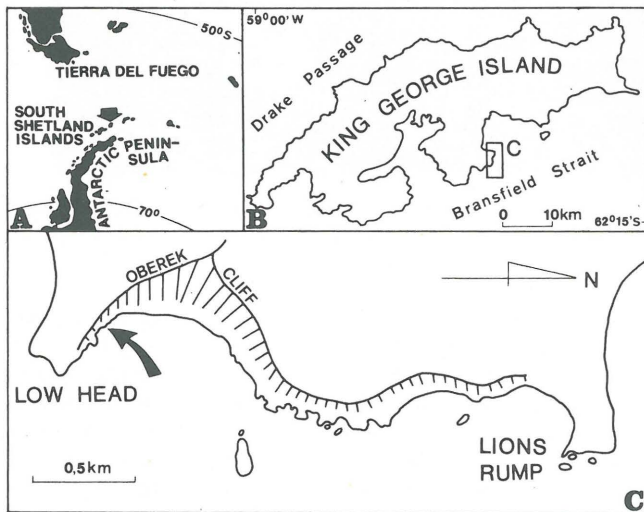 50°S
TIERRA DEL FUEGO
SOUTH
SHETLAND
ISLANDS
ANTARCTIC
PENIN-
SULA
70°
A
59°00' W
Drake Passage
KING GEORGE ISLAND
C
Bransfield Strait
0 10km
62°15'S
B
OBEREK
CLIFF
N
LOW HEAD
0,5km
LIONS
RUMP
C